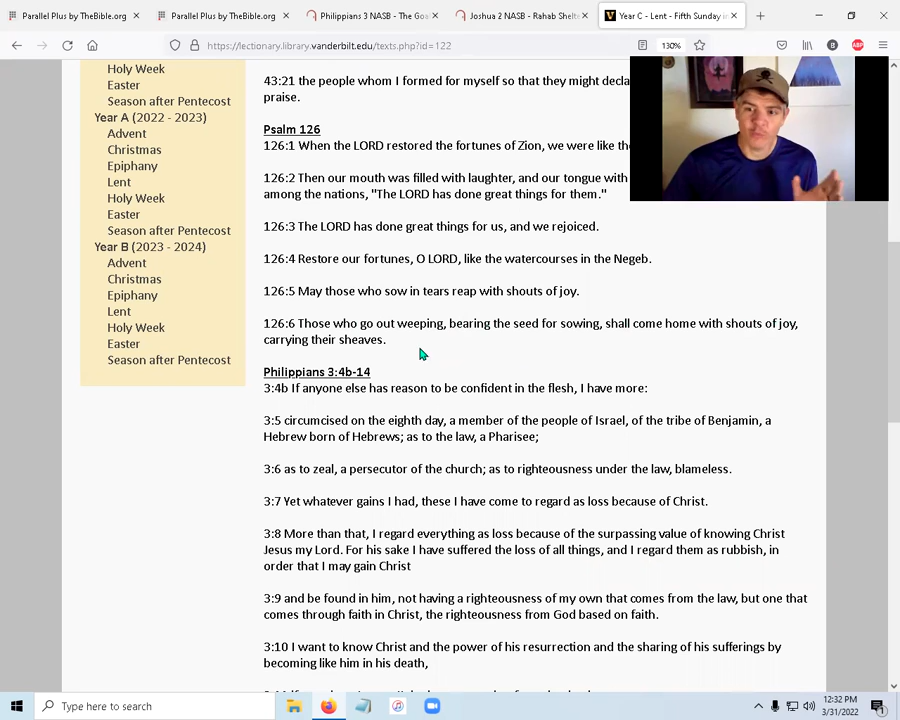 Parallel Plus by TheBible.org
Parallel Plus by TheBible.org
Philippians 3 NASB - The Go
Joshua 2 NASB - Rahab Shelt
Year C - Lent - Fifth Sunday i
https://lectionary.library.vanderbilt.edu/texts.php?id=122
130%
B
ABP
Holy Week
Easter
Season after Pentecost
Year A (2022 - 2023)
Advent
Christmas
Epiphany
Lent
Holy Week
Easter
Season after Pentecost
Year B (2023 - 2024)
Advent
Christmas
Epiphany
Lent
Holy Week
Easter
Season after Pentecost
43:21 the people whom I formed for myself so that they might decla
praise.
Psalm 126
126:1 When the LORD restored the fortunes of Zion, we were like th
126:2 Then our mouth was filled with laughter, and our tongue with
among the nations, "The LORD has done great things for them."
126:3 The LORD has done great things for us, and we rejoiced.
126:4 Restore our fortunes, O LORD, like the watercourses in the Negeb.
126:5 May those who sow in tears reap with shouts of joy.
126:6 Those who go out weeping, bearing the seed for sowing, shall come home with shouts of joy,
carrying their sheaves.
Philippians 3:4b-14
3:4b If anyone else has reason to be confident in the flesh, I have more:
3:5 circumcised on the eighth day, a member of the people of Israel, of the tribe of Benjamin, a
Hebrew born of Hebrews; as to the law, a Pharisee;
3:6 as to zeal, a persecutor of the church; as to righteousness under the law, blameless.
3:7 Yet whatever gains I had, these I have come to regard as loss because of Christ.
3:8 More than that, I regard everything as loss because of the surpassing value of knowing Christ
Jesus my Lord. For his sake I have suffered the loss of all things, and I regard them as rubbish, in
order that I may gain Christ
3:9 and be found in him, not having a righteousness of my own that comes from the law, but one that
comes through faith in Christ, the righteousness from God based on faith.
3:10 I want to know Christ and the power of his resurrection and the sharing of his sufferings by
becoming like him in his death,
Type here to search
12:32 PM
3/31/2022